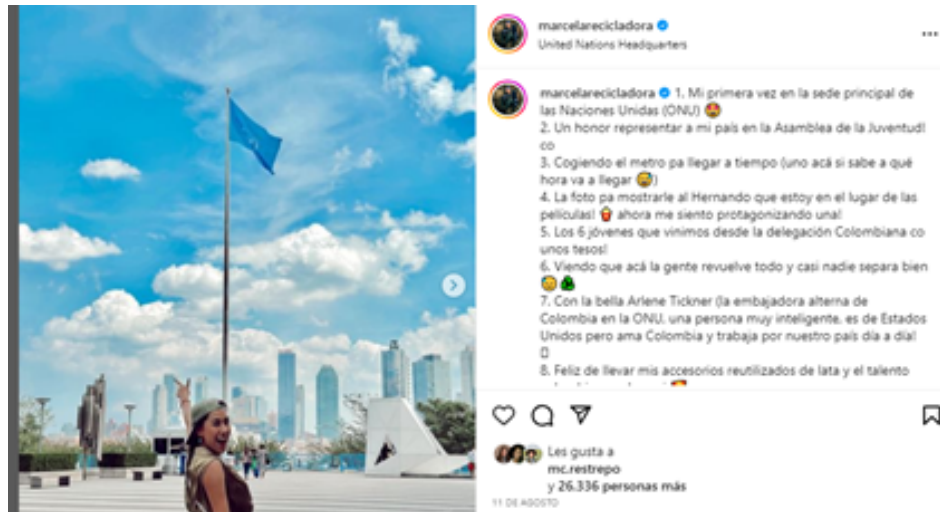 marcelarecicladora
United Nations Headquarters
marcelarecicladora 1. Mi primera vez en la sede principal de
las Naciones Unidas (ONU)
2. Un honor representar a mi país en la Asamblea de la Juventud!
co
3. Cogiendo el metro pa llegar a tiempo (uno acá si sabe a qué
hora va a llegar 😅)
4. La foto pa mostrarle al Hernando que estoy en el lugar de las
películas! 🍿 ahora me siento protagonizando una!
5. Los 6 jóvenes que vinimos desde la delegación Colombiana co
unos tesos!
6. Viendo que acá la gente revuelve todo y casi nadie separa bien
7. Con la bella Arlene Tickner (la embajadora alterna de
Colombia en la ONU, una persona muy inteligente, es de Estados
Unidos pero ama Colombia y trabaja por nuestro país día a día!
8. Feliz de llevar mis accesorios reutilizados de lata y el talento
Les gusta a
mc.restrepo
y 26.336 personas más
11 DE AGOSTO